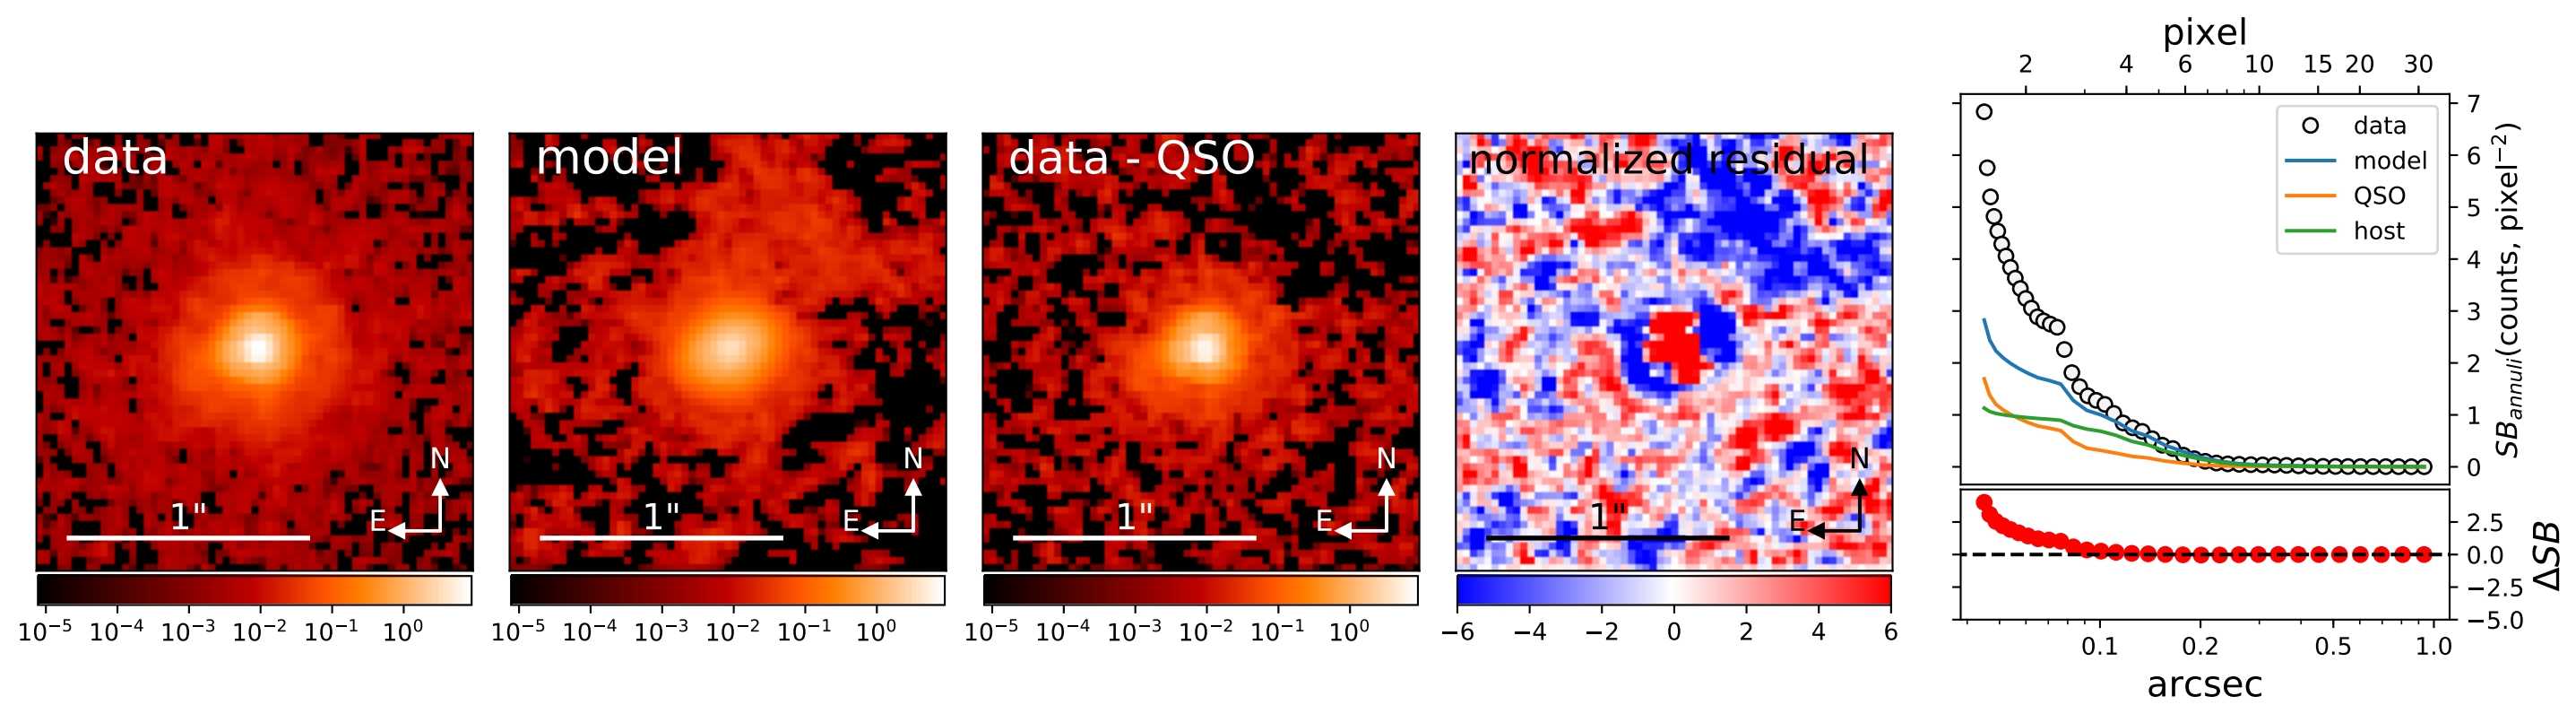 data
N
E
1"
10⁻⁵ 10⁻⁴ 10⁻³ 10⁻² 10⁻¹ 10⁰
model
N
E
1"
10⁻⁵ 10⁻⁴ 10⁻³ 10⁻² 10⁻¹ 10⁰
data - QSO
N
E
1"
10⁻⁵ 10⁻⁴ 10⁻³ 10⁻² 10⁻¹ 10⁰
normalized residual
N
E
1"
−6 −4 −2 0 2 4 6
pixel
2 4 6 10 15 20 30
data
model
QSO
host
7
6
5
4
3
2
1
0
SB_annuli(counts, pixel⁻²)
2.5
0.0
−2.5
−5.0
ΔSB
0.1 0.2 0.5 1.0
arcsec